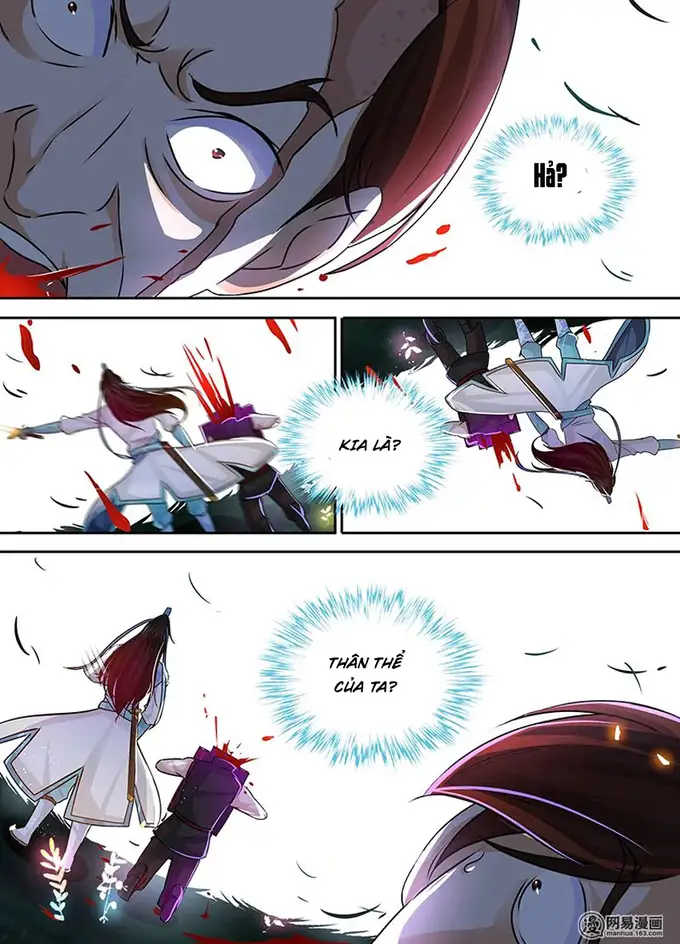 Hả?
KIA LÀ?
THÂN THỂ
CỦA TA?
网易漫画
manhua.163.com